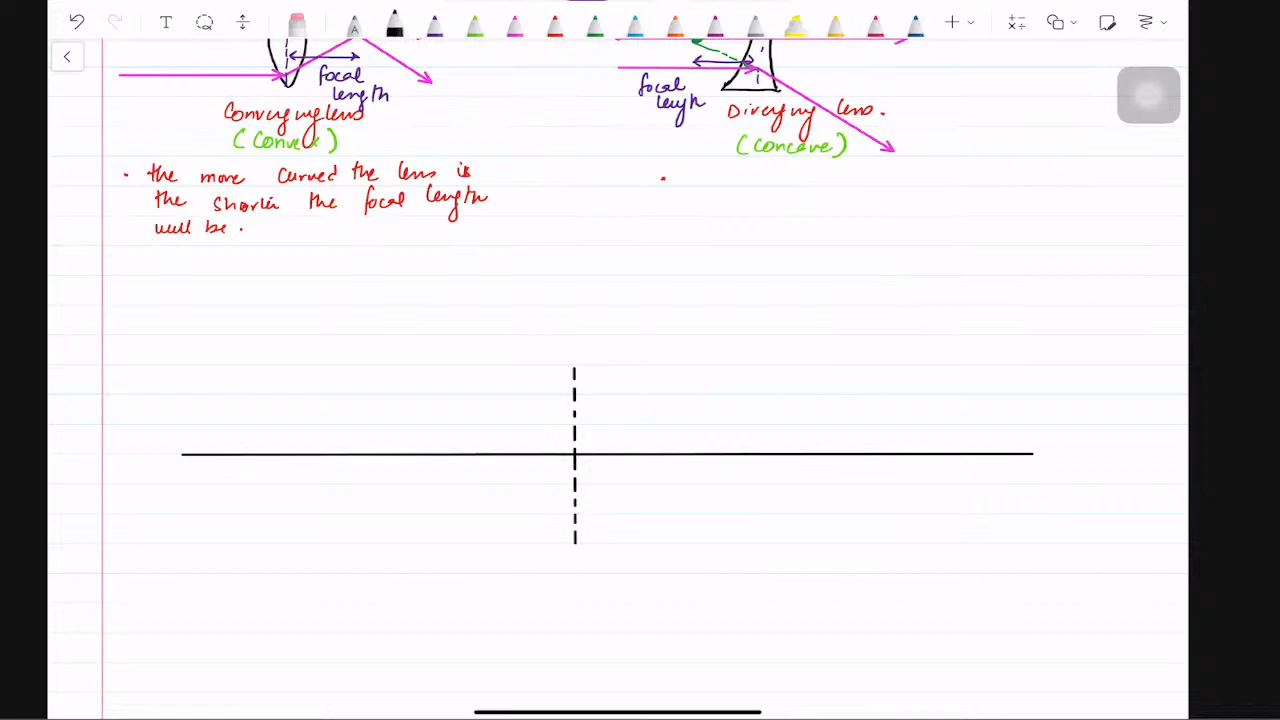 focal
length
Converging lens
(Convex)
• the more curved the lens is
the shorter the focal length
will be.
focal
length
Diverging lens.
(Concave)